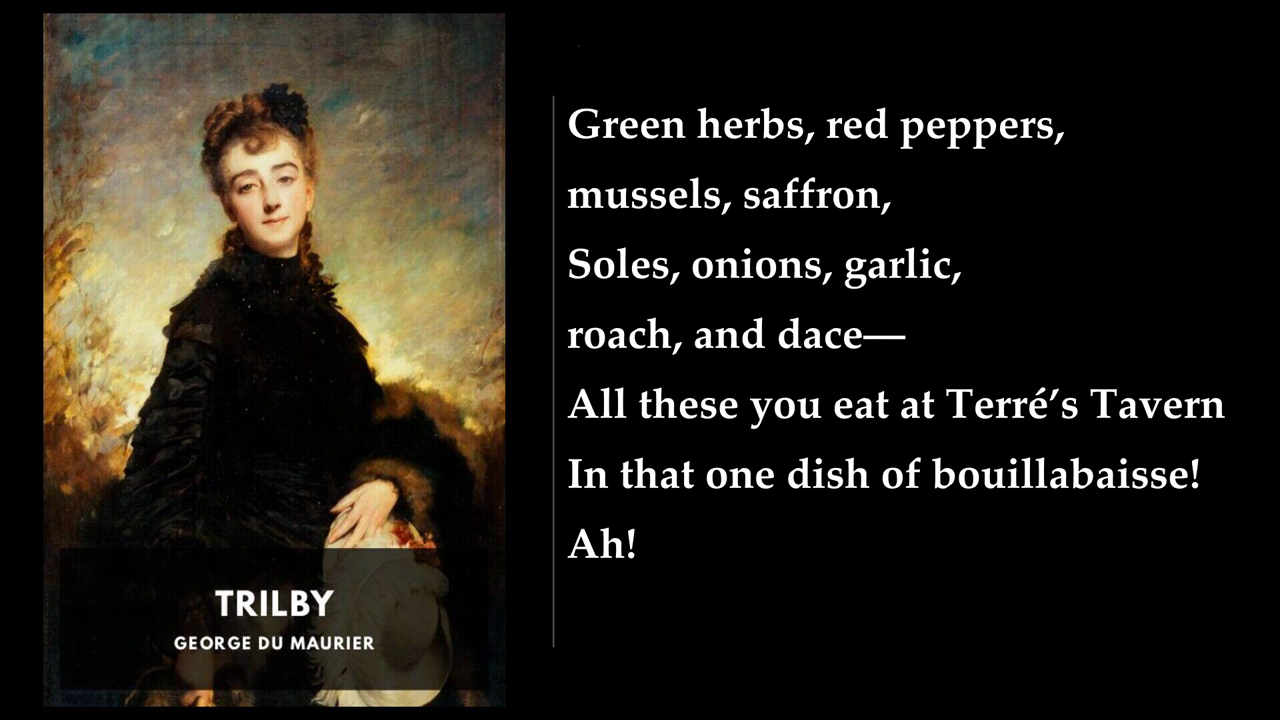 TRILBY
GEORGE DU MAURIER
Green herbs, red peppers,
mussels, saffron,
Soles, onions, garlic,
roach, and dace—
All these you eat at Terré’s Tavern
In that one dish of bouillabaisse!
Ah!